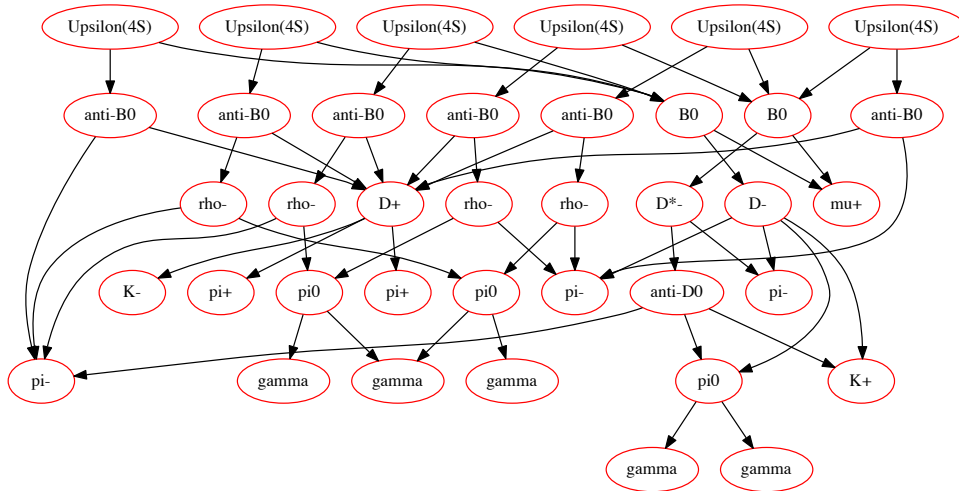 Upsilon(4S)
Upsilon(4S)
Upsilon(4S)
Upsilon(4S)
Upsilon(4S)
Upsilon(4S)
anti-B0
anti-B0
anti-B0
anti-B0
anti-B0
B0
B0
anti-B0
rho-
rho-
D+
rho-
rho-
D*-
D-
mu+
K-
pi+
pi0
pi+
pi0
pi-
anti-D0
pi-
pi-
gamma
gamma
gamma
pi0
K+
gamma
gamma